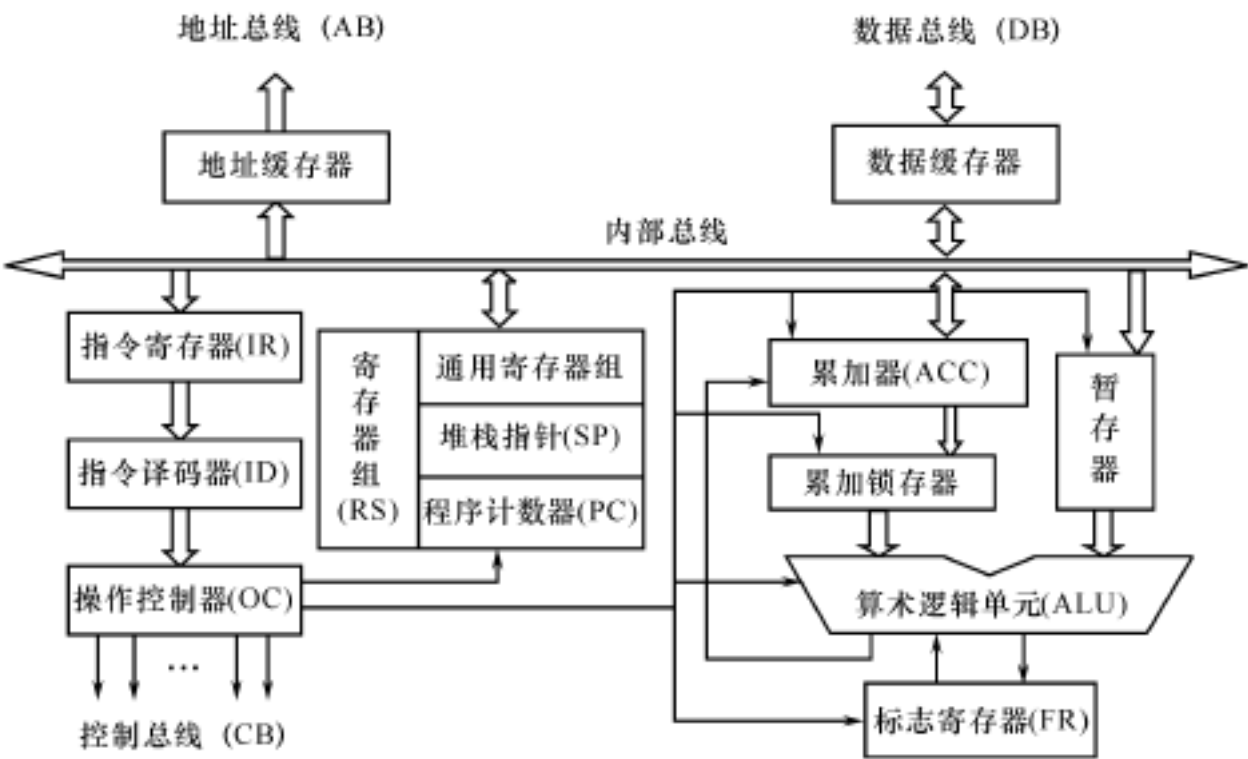 地址总线 (AB)
数据总线 (DB)
地址缓存器
数据缓存器
内部总线
指令寄存器(IR)
指令译码器(ID)
操作控制器(OC)
…
控制总线 (CB)
寄
存
器
组
(RS)
通用寄存器组
堆栈指针(SP)
程序计数器(PC)
累加器(ACC)
累加锁存器
暂
存
器
算术逻辑单元(ALU)
标志寄存器(FR)